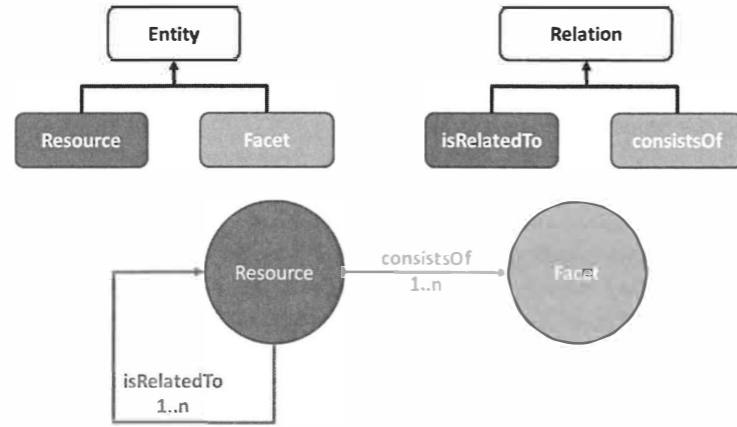 Entity
Relation
Resource
Facet
isRelatedTo
consistsOf
Resource
consistsOf
1..n
Facet
isRelatedTo
1..n